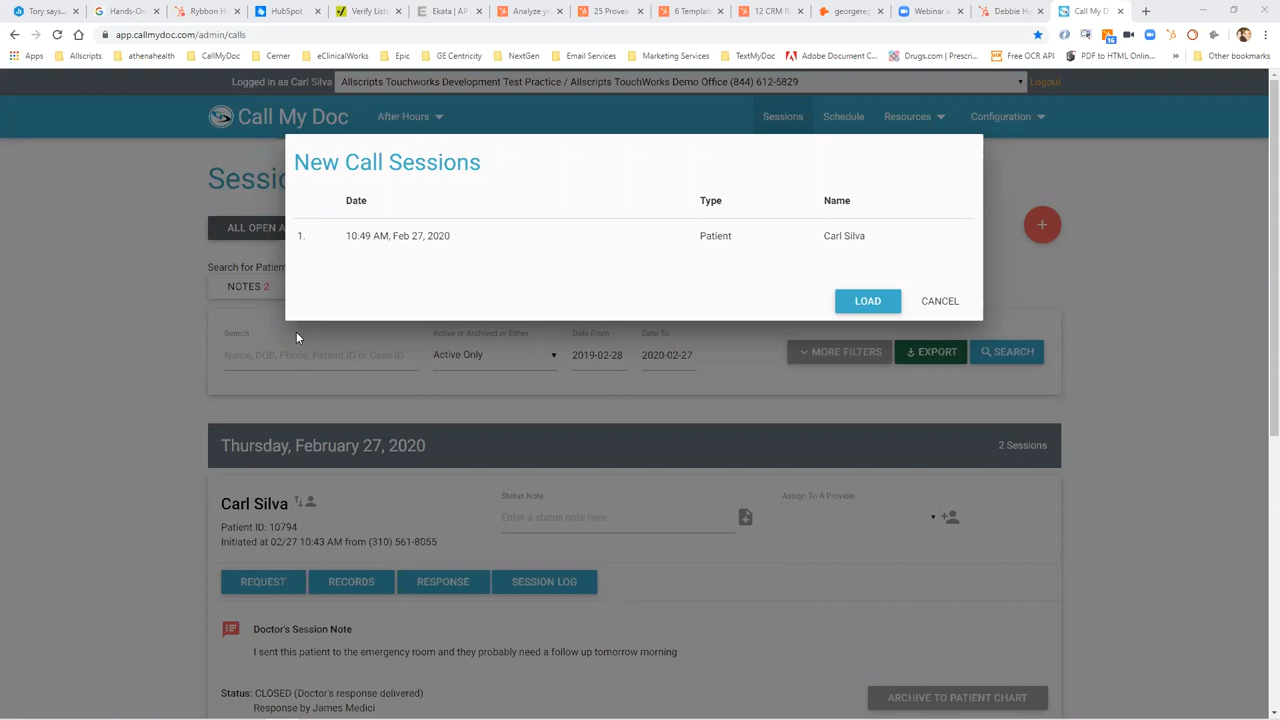 Tory says...
Hands-On
Rybbon H
HubSpot
Verify Liste
Ekata | AP
Analyze yo
25 Proven
6 Templat
12 CRM Re
georgereg
Webinar
Debbie Ha
Call My D
app.callmydoc.com/admin/calls
16
Apps
Allscripts
athenahealth
CallMyDoc
Cerner
eClinicalWorks
Epic
GE Centricity
NextGen
Email Services
Marketing Services
TextMyDoc
Adobe Document C...
Drugs.com | Prescri...
Free OCR API
PDF to HTML Onlin...
Other bookmarks
Logged in as Carl Silva
Allscripts Touchworks Development Test Practice / Allscripts TouchWorks Demo Office (844) 612-5829
Logout
Call My Doc
After Hours
Sessions
Schedule
Resources
Configuration
New Call Sessions
Date Type Name
1. 10:49 AM, Feb 27, 2020 Patient Carl Silva
LOAD
CANCEL
Sessi
ALL OPEN A
Search for Patien
NOTES 2
Search
Name, DOB, Phone, Patient ID or Case ID
Active or Archived or Either
Active Only
Date From
2019-02-28
Date To
2020-02-27
MORE FILTERS
EXPORT
SEARCH
Thursday, February 27, 2020
2 Sessions
Carl Silva
Patient ID: 10794
Initiated at 02/27 10:43 AM from (310) 561-8055
Status Note
Enter a status note here
Assign To A Provider
REQUEST
RECORDS
RESPONSE
SESSION LOG
Doctor's Session Note
I sent this patient to the emergency room and they probably need a follow up tomorrow morning
Status: CLOSED (Doctor's response delivered)
Response by James Medici
ARCHIVE TO PATIENT CHART